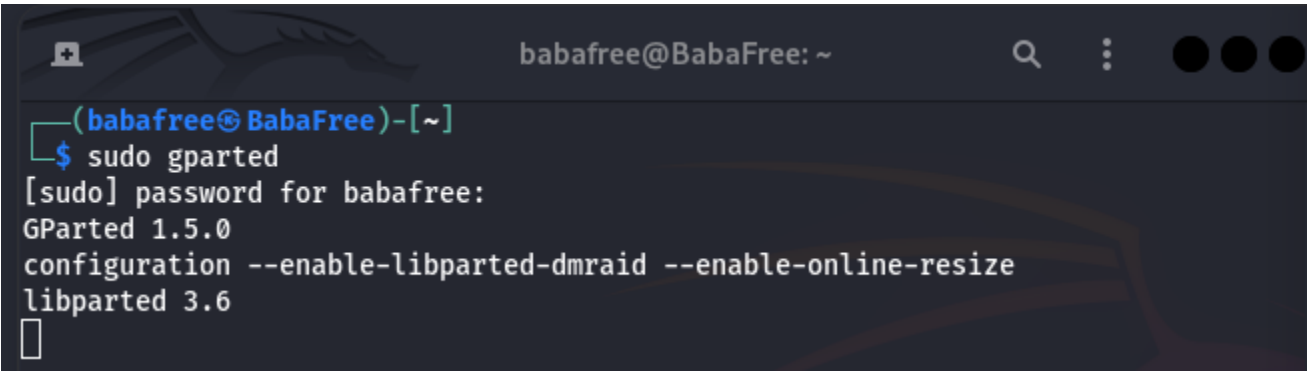 babafree@BabaFree: ~
┌──(babafree㉿BabaFree)-[~]
└─$ sudo gparted
[sudo] password for babafree:
GParted 1.5.0
configuration --enable-libparted-dmraid --enable-online-resize
libparted 3.6